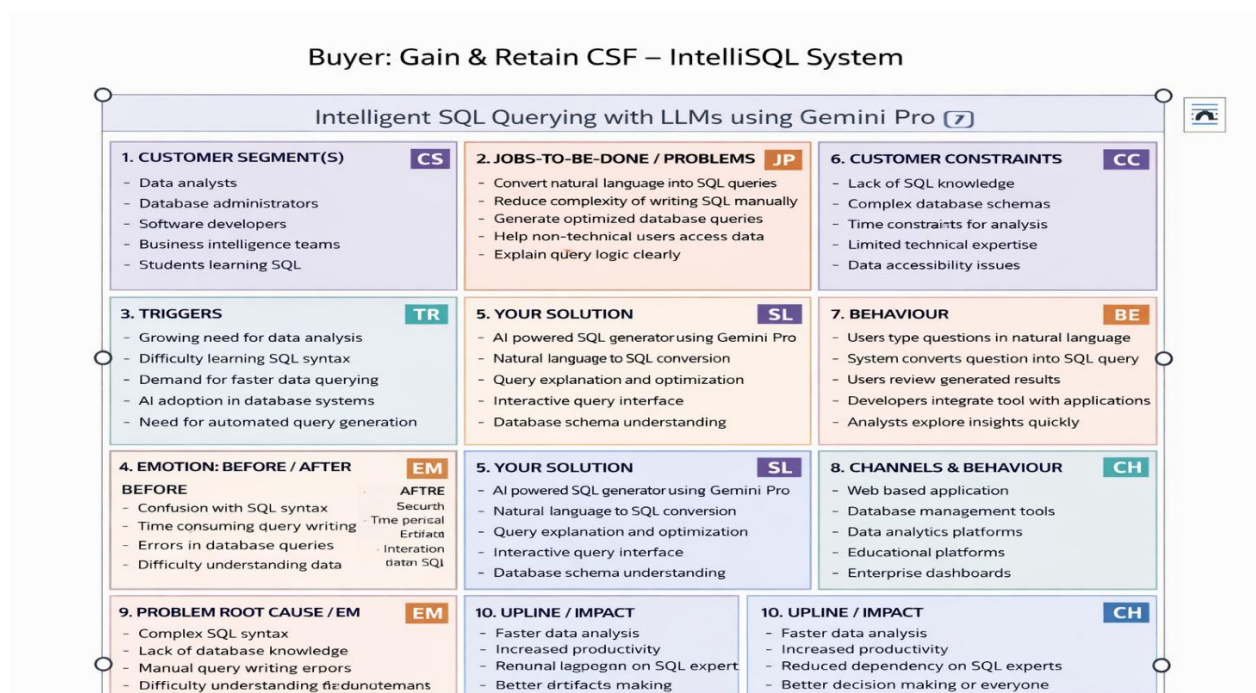 Buyer: Gain & Retain CSF – IntelliSQL System
Intelligent SQL Querying with LLMs using Gemini Pro 7
1. CUSTOMER SEGMENT(S) CS
- Data analysts
- Database administrators
- Software developers
- Business intelligence teams
- Students learning SQL
2. JOBS-TO-BE-DONE / PROBLEMS JP
- Convert natural language into SQL queries
- Reduce complexity of writing SQL manually
- Generate optimized database queries
- Help non-technical users access data
- Explain query logic clearly
6. CUSTOMER CONSTRAINTS CC
- Lack of SQL knowledge
- Complex database schemas
- Time constraints for analysis
- Limited technical expertise
- Data accessibility issues
3. TRIGGERS TR
- Growing need for data analysis
- Difficulty learning SQL syntax
- Demand for faster data querying
- AI adoption in database systems
- Need for automated query generation
5. YOUR SOLUTION SL
- AI powered SQL generator using Gemini Pro
- Natural language to SQL conversion
- Query explanation and optimization
- Interactive query interface
- Database schema understanding
7. BEHAVIOUR BE
- Users type questions in natural language
- System converts question into SQL query
- Users review generated results
- Developers integrate tool with applications
- Analysts explore insights quickly
4. EMOTION: BEFORE / AFTER EM
BEFORE
- Confusion with SQL syntax
- Time consuming query writing
- Errors in database queries
- Difficulty understanding data
AFTRE
Securth
- Tme
- Interation
SQL
5. YOUR SOLUTION SL
- AI powered SQL generator using Gemini Pro
- Natural language to SQL conversion
- Query explanation and optimization
- Interactive query interface
- Database schema understanding
8. CHANNELS & BEHAVIOUR CH
- Web based application
- Database management tools
- Data analytics platforms
- Educational platforms
- Enterprise dashboards
9. PROBLEM ROOT CAUSE / EM EM
- Complex SQL syntax
- Lack of database knowledge
- Manual query writing errors
- Difficulty understanding
10. UPLINE / IMPACT
- Faster data analysis
- Increased productivity
- on SQL expert
- Better making
10. UPLINE / IMPACT CH
- Faster data analysis
- Increased productivity
- Reduced dependency on SQL experts
- Better decision making or everyone